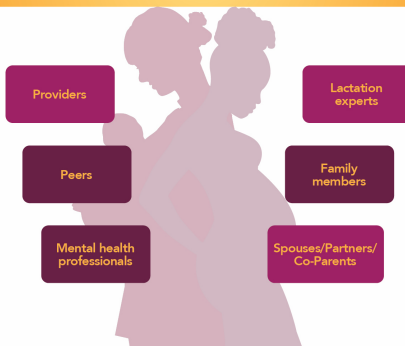 Providers
Peers
Mental health
professionals
Lactation
experts
Family
members
Spouses/Partners/
Co-Parents